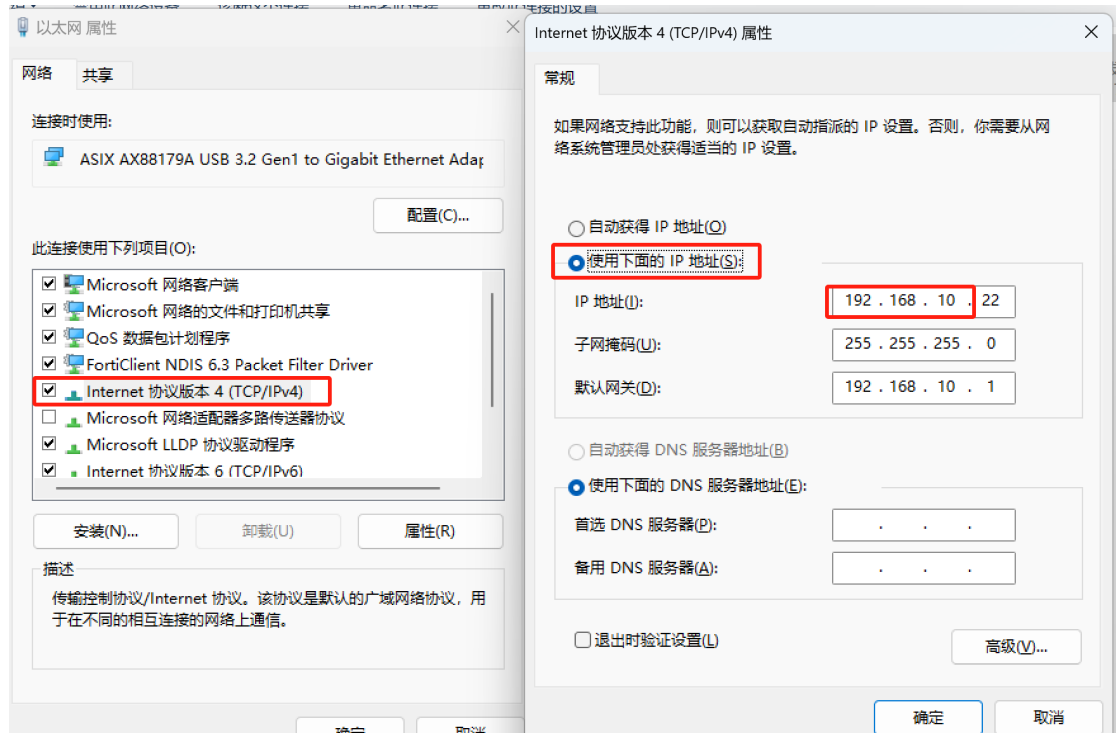 以太网 属性
网络
共享
连接时使用:
ASIX AX88179A USB 3.2 Gen1 to Gigabit Ethernet Adap
配置(C)...
此连接使用下列项目(O):
Microsoft 网络客户端
Microsoft 网络的文件和打印机共享
QoS 数据包计划程序
FortiClient NDIS 6.3 Packet Filter Driver
Internet 协议版本 4 (TCP/IPv4)
Microsoft 网络适配器多路传送器协议
Microsoft LLDP 协议驱动程序
Internet 协议版本 6 (TCP/IPv6)
安装(N)...
卸载(U)
属性(R)
描述
传输控制协议/Internet 协议。该协议是默认的广域网络协议，用
于在不同的相互连接的网络上通信。
确定
取消
Internet 协议版本 4 (TCP/IPv4) 属性
常规
如果网络支持此功能，则可以获取自动指派的 IP 设置。否则，你需要从网
络系统管理员处获得适当的 IP 设置。
自动获得 IP 地址(O)
使用下面的 IP 地址(S):
IP 地址(I):
192 . 168 . 10 . 22
子网掩码(U):
255 . 255 . 255 . 0
默认网关(D):
192 . 168 . 10 . 1
自动获得 DNS 服务器地址(B)
使用下面的 DNS 服务器地址(E):
首选 DNS 服务器(P):
. . .
备用 DNS 服务器(A):
. . .
退出时验证设置(L)
高级(V)...
确定
取消